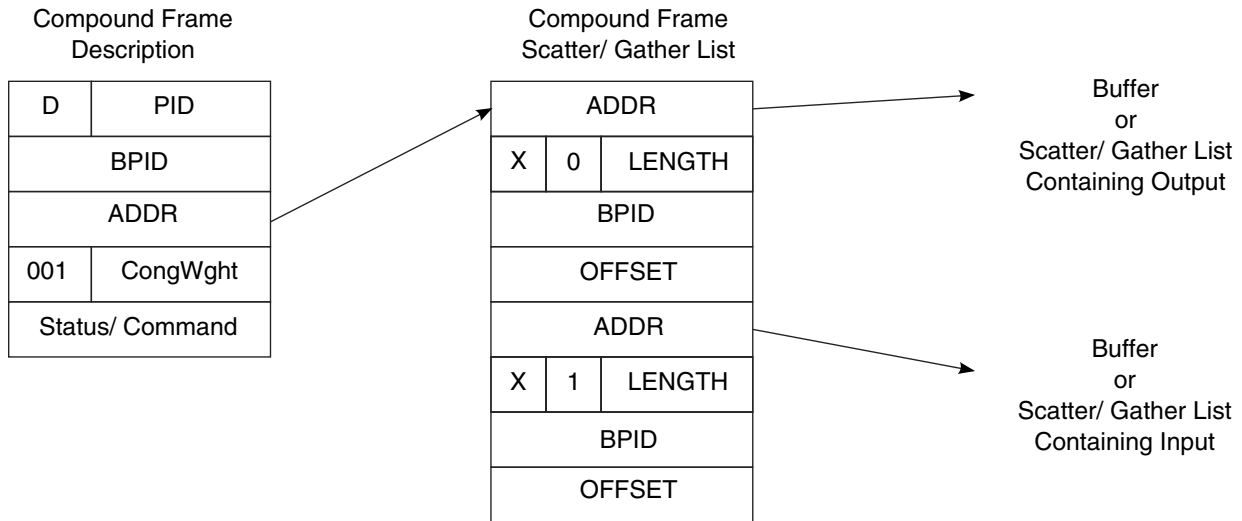 Compound Frame
Description
D PID
BPID
ADDR
001 CongWght
Status/ Command
Compound Frame
Scatter/ Gather List
ADDR
X 0 LENGTH
BPID
OFFSET
ADDR
X 1 LENGTH
BPID
OFFSET
Buffer
or
Scatter/ Gather List
Containing Output
Buffer
or
Scatter/ Gather List
Containing Input